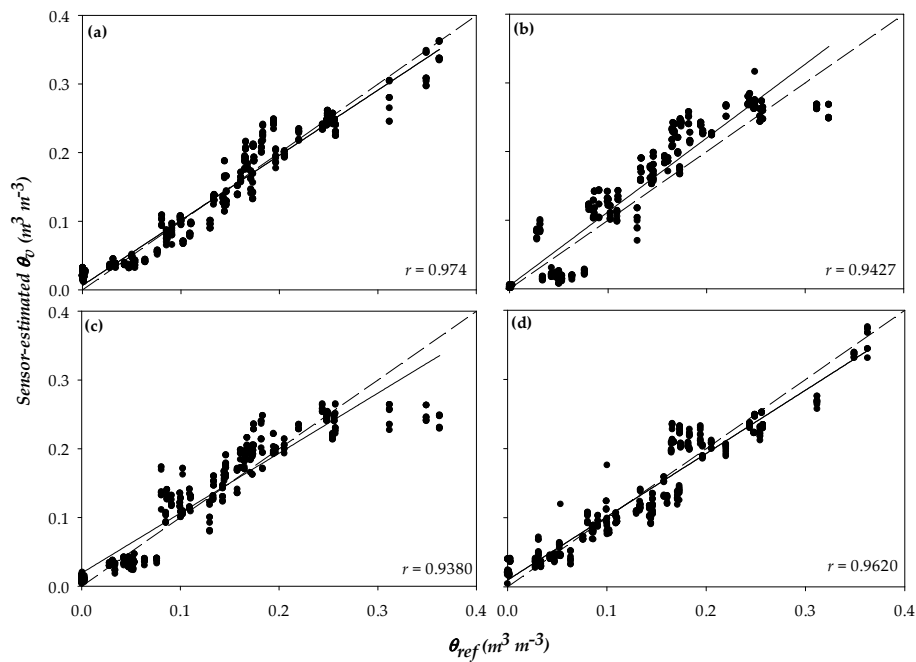 (a)
(b)
0.4
0.3
0.2
0.1
0.0
r = 0.974
r = 0.9427
Sensor-estimated θv (m³ m⁻³)
(c)
(d)
0.4
0.3
0.2
0.1
0.0
r = 0.9380
r = 0.9620
0.0 0.1 0.2 0.3 0.4
0.0 0.1 0.2 0.3 0.4
θref (m³ m⁻³)